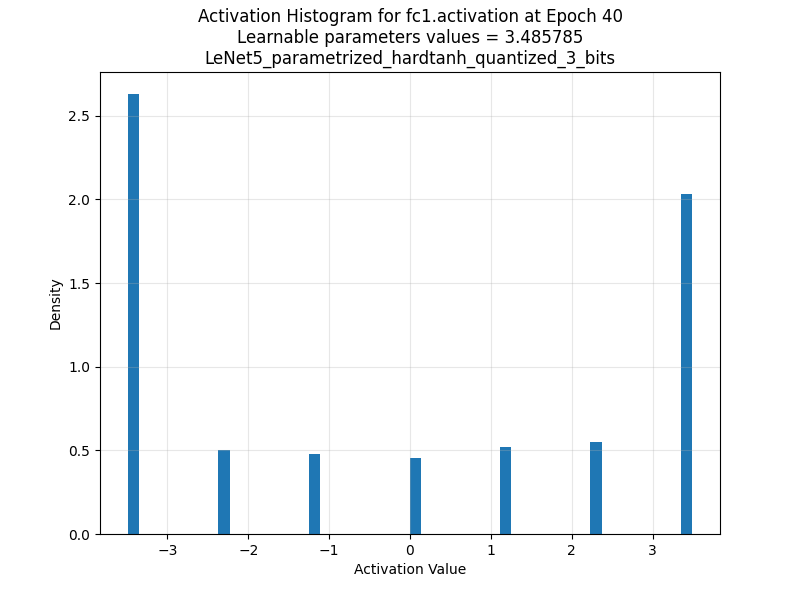 Activation Histogram for fc1.activation at Epoch 40
Learnable parameters values = 3.485785
LeNet5_parametrized_hardtanh_quantized_3_bits
2.5
2.0
1.5
1.0
0.5
0.0
Density
−3 −2 −1 0 1 2 3
Activation Value